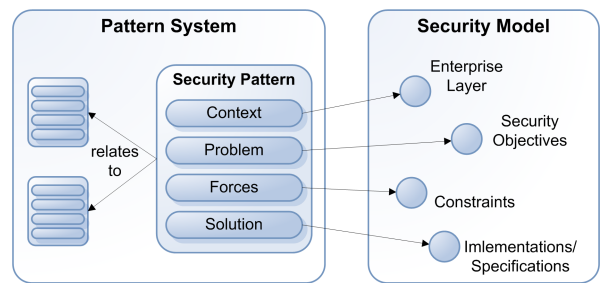 Pattern System
Security Pattern
Context
Problem
Forces
Solution
relates
to
Security Model
Enterprise
Layer
Security
Objectives
Constraints
Imlementations/
Specifications